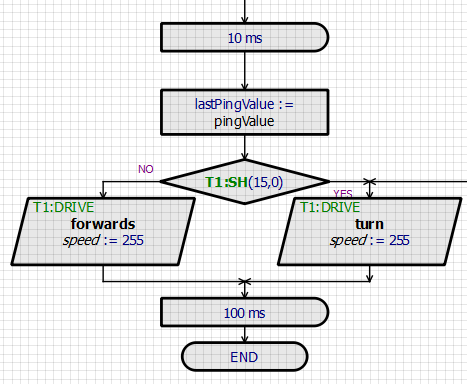 10 ms
lastPingValue :=
pingValue
NO
T1:SH(15,0)
YES
T1:DRIVE
forwards
speed := 255
T1:DRIVE
turn
speed := 255
100 ms
END